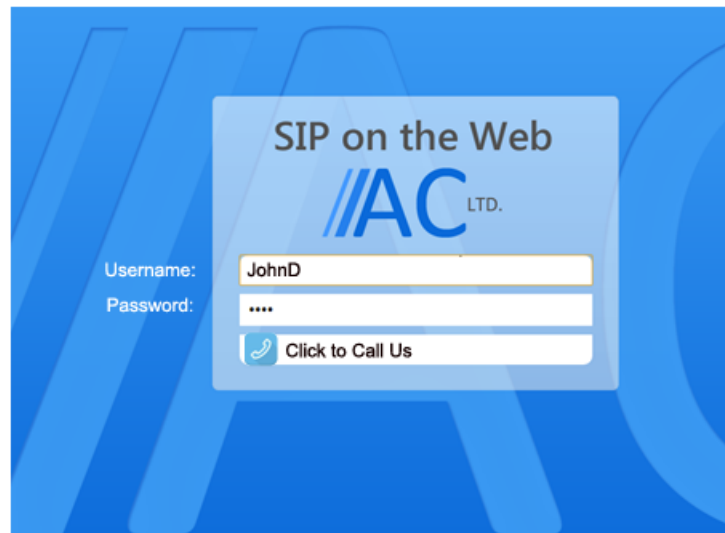 SIP on the Web
//AC LTD.
Username: JohnD
Password: ••••
Click to Call Us